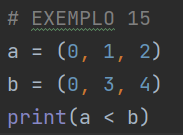 # EXEMPLO 15
a = (0, 1, 2)
b = (0, 3, 4)
print(a < b)